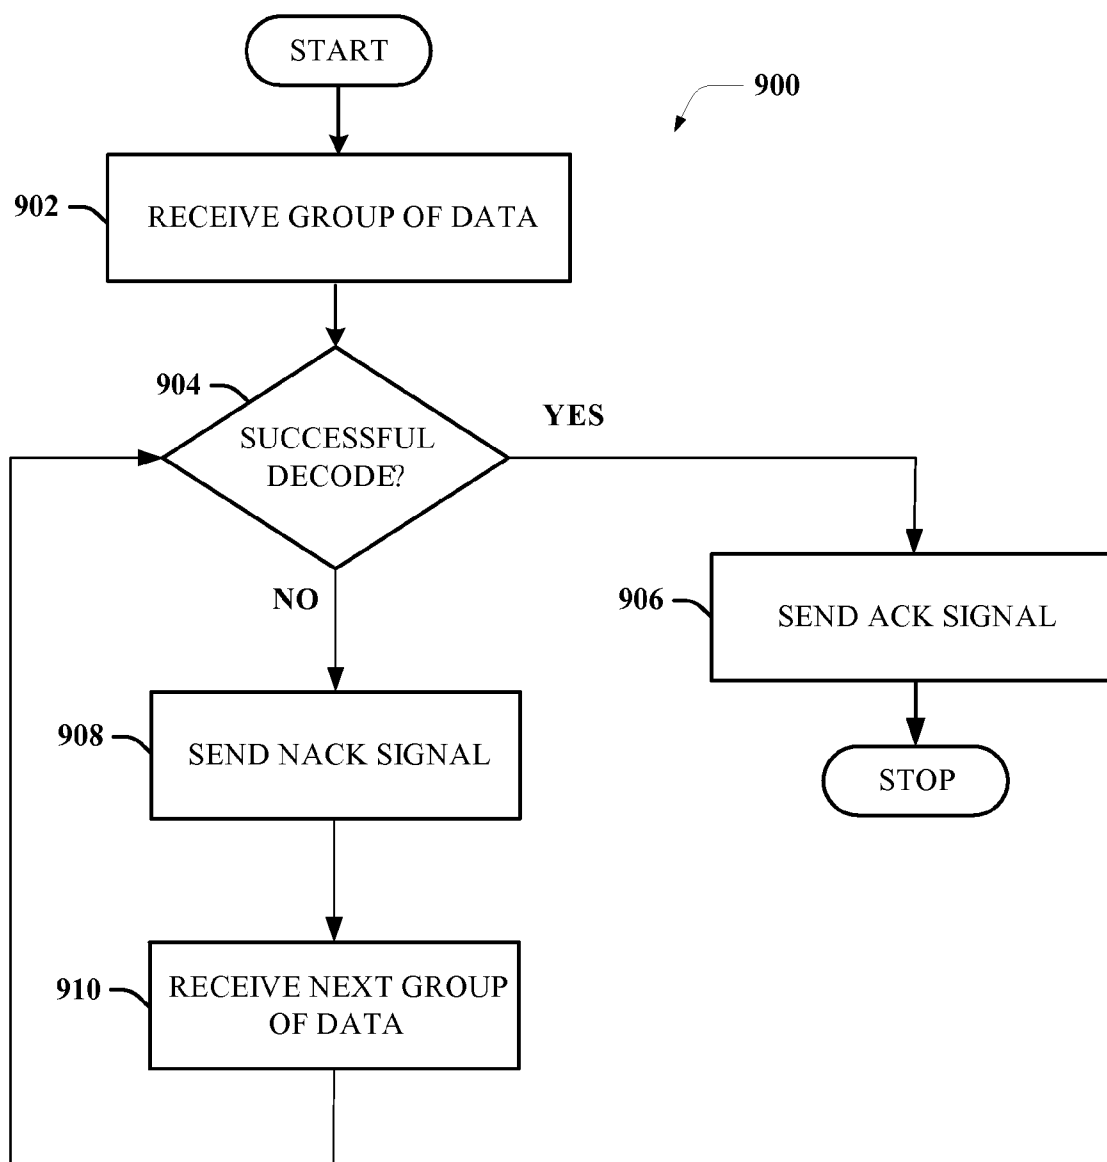 START
900
902
RECEIVE GROUP OF DATA
904
SUCCESSFUL
DECODE?
YES
NO
906
SEND ACK SIGNAL
908
SEND NACK SIGNAL
STOP
910
RECEIVE NEXT GROUP
OF DATA